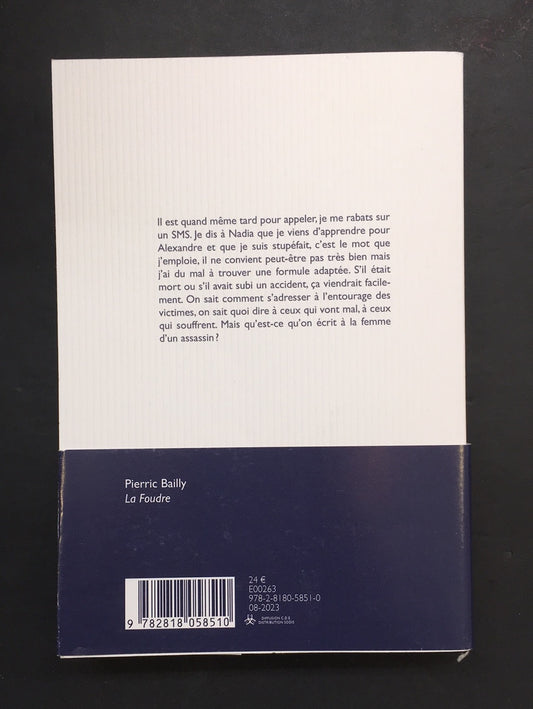 Il est quand même tard pour appeler, je me rabats sur
un SMS. Je dis à Nadia que je viens d'apprendre pour
Alexandre et que je suis stupéfait, c'est le mot que
j'emploie, il ne convient peut-être pas très bien mais
j'ai du mal à trouver une formule adaptée. S'il était
mort ou s'il avait subi un accident, ça viendrait facile-
ment. On sait comment s'adresser à l'entourage des
victimes, on sait quoi dire à ceux qui vont mal, à ceux
qui souffrent. Mais qu'est-ce qu'on écrit à la femme
d'un assassin ?
Pierric Bailly
La Foudre
24 €
E00263
978-2-8180-5851-0
08-2023
DIFFUSION C.D.E
DISTRIBUTION SODIS
9 782818 058510